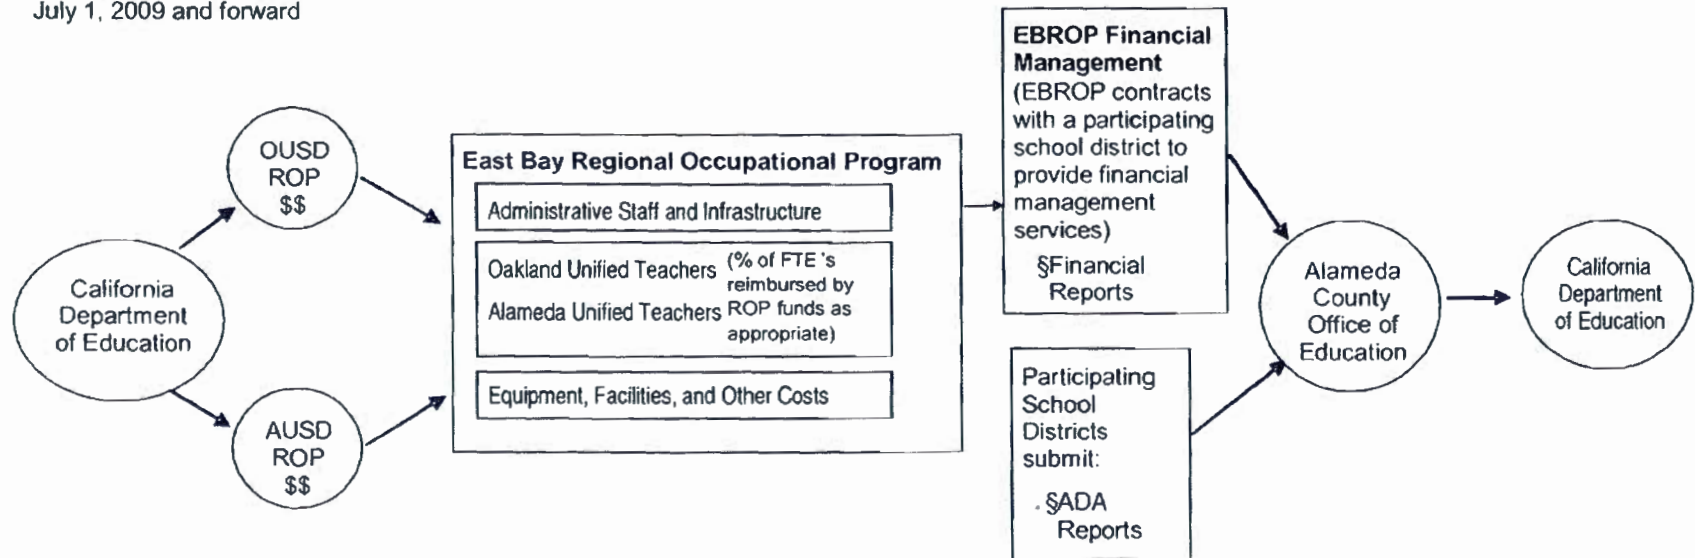 July 1, 2009 and forward
California
Department
of Education
OUSD
ROP
$$
AUSD
ROP
$$
East Bay Regional Occupational Program
Administrative Staff and Infrastructure
Oakland Unified Teachers
Alameda Unified Teachers
(% of FTE's
reimbursed by
ROP funds as
appropriate)
Equipment, Facilities, and Other Costs
EBROP Financial
Management
(EBROP contracts
with a participating
school district to
provide financial
management
services)
§Financial
Reports
Participating
School
Districts
submit:
§ADA
Reports
Alameda
County
Office of
Education
California
Department
of Education